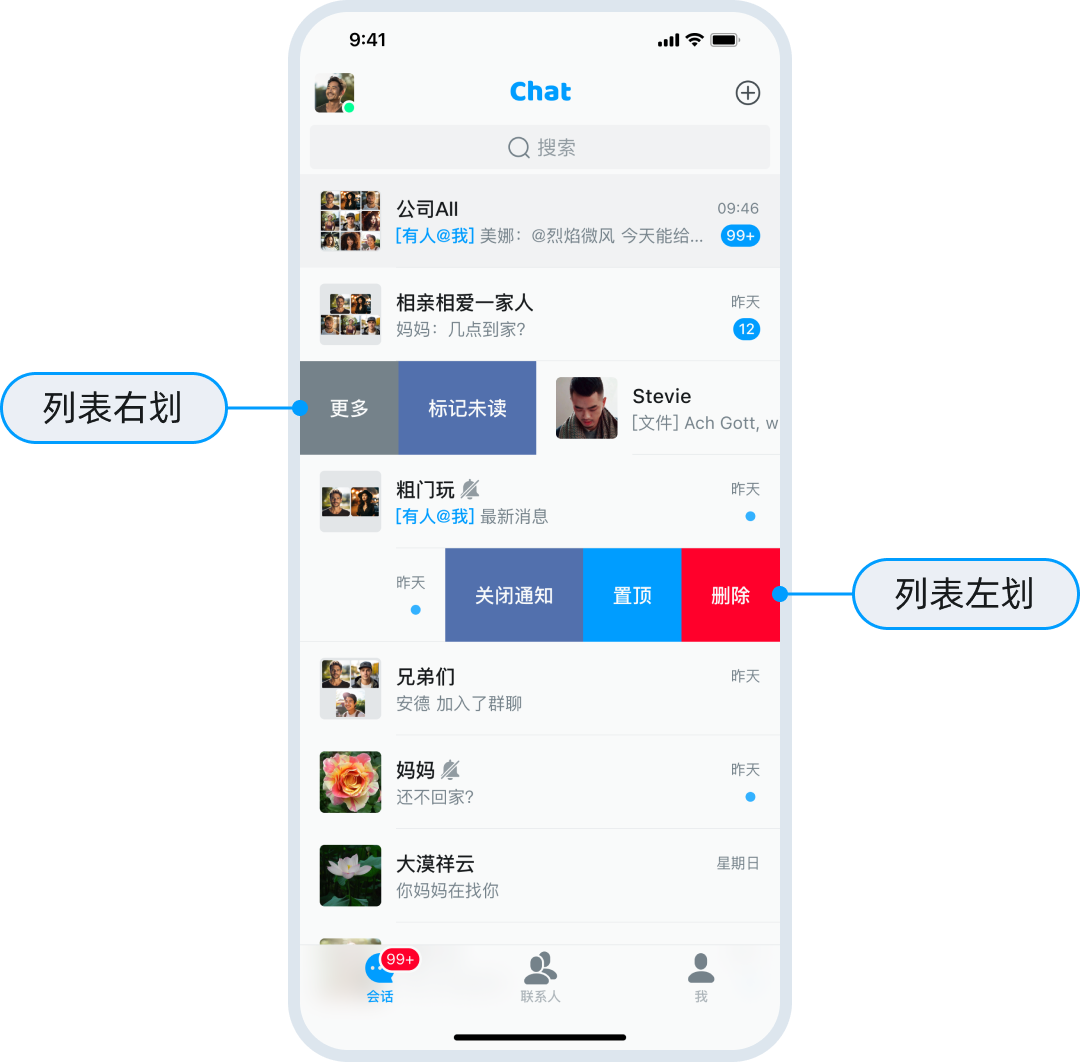 9:41
Chat
搜索
公司All
09:46
[有人@我] 美娜：@烈焰微风 今天能给...
99+
相亲相爱一家人
昨天
妈妈：几点到家?
12
列表右划
更多
标记未读
Stevie
[文件] Ach Gott, w
粗门玩
昨天
[有人@我] 最新消息
昨天
关闭通知
置顶
删除
列表左划
兄弟们
昨天
安德 加入了群聊
妈妈
昨天
还不回家?
大漠祥云
星期日
你妈妈在找你
99+
会话
联系人
我